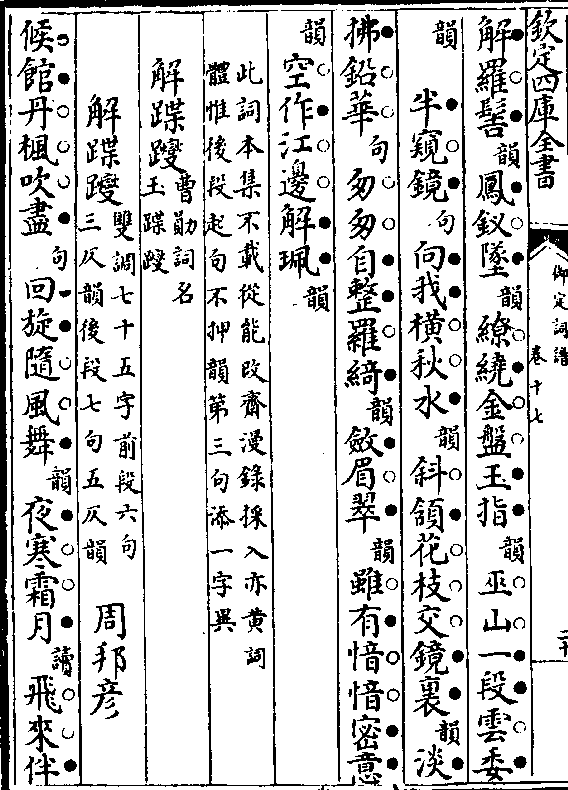 欽定四庫全書
御定詞譜
卷十七
二十
解羅髻韻鳳釵墜韻繚繞金盤玉指韻巫山一段雲委
韻半窺鏡句向我橫秋水韻斜頷花枝交鏡裏韻淡
拂鉛華句匆匆自整羅綺韻斂眉翠韻雖有愔愔密意
韻空作江邊解珮韻
此詞本集不載從能改齋漫錄採入亦黃詞
體惟後段起句不押韻第三句添一字異
解蹀躞曹勛詞名
玉蹀躞
解蹀躞雙調七十五字前段六句
三仄韻後段七句五仄韻 周邦彥
候館丹楓吹盡句回旋隨風舞韻夜寒霜月讀飛來伴